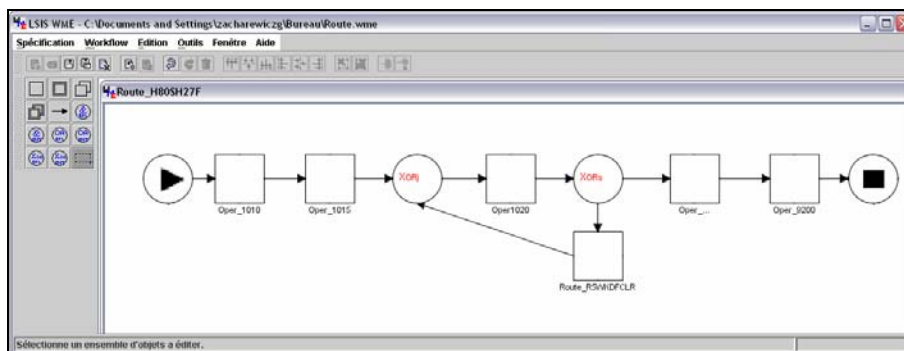 LSIS WME - C:\Documents and Settings\zacharewiczg\Bureau\Route.wme
Spécification Workflow Edition Outils Fenêtre Aide
Route_H80SH27F
XORj
XORs
Oper_1010
Oper_1015
Oper1020
Oper_...
Oper_9200
Route_RSWKDFCLR
Sélectionne un ensemble d'objets a éditer.